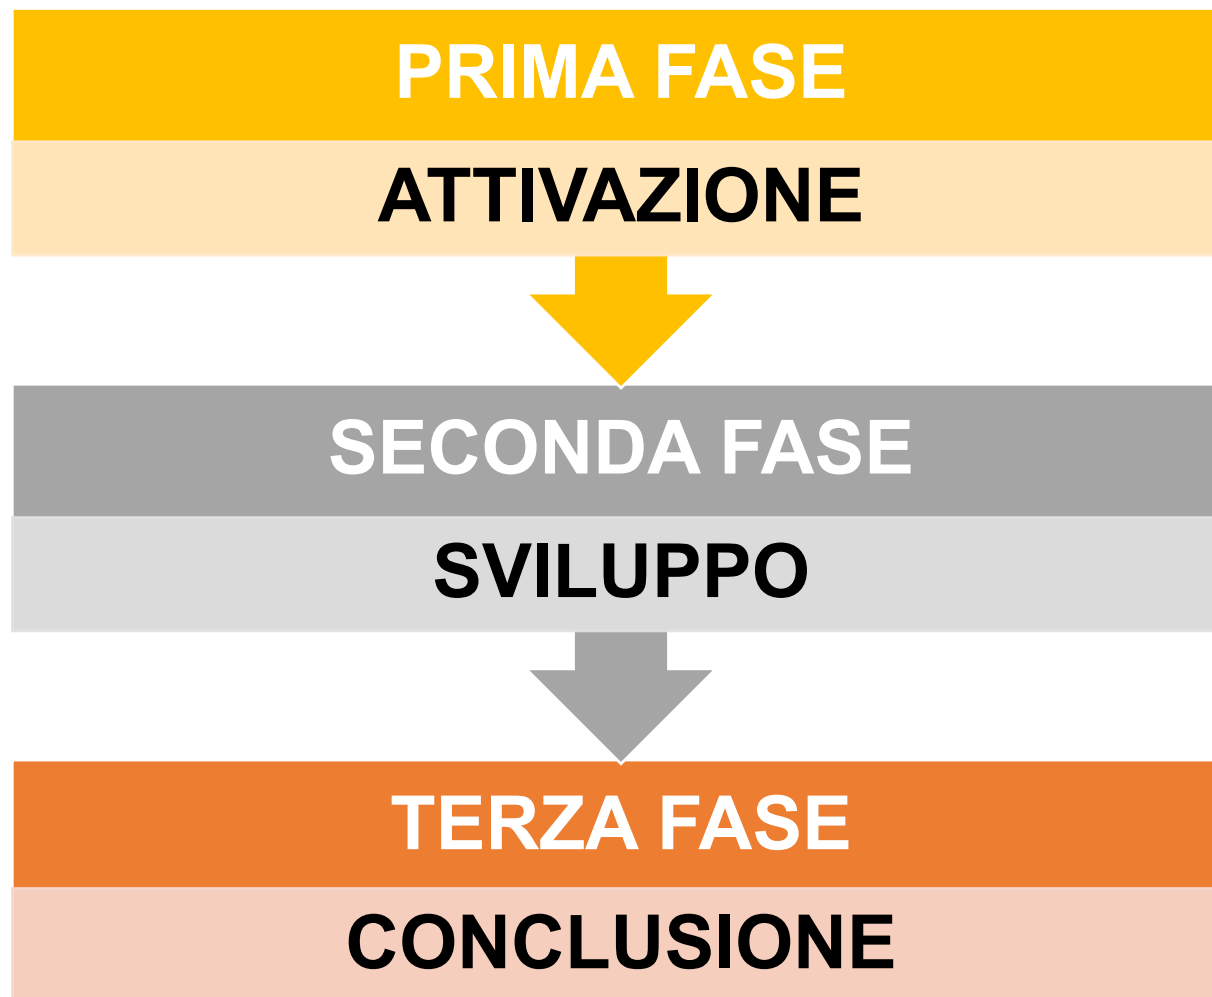 PRIMA FASE
ATTIVAZIONE
SECONDA FASE
SVILUPPO
TERZA FASE
CONCLUSIONE